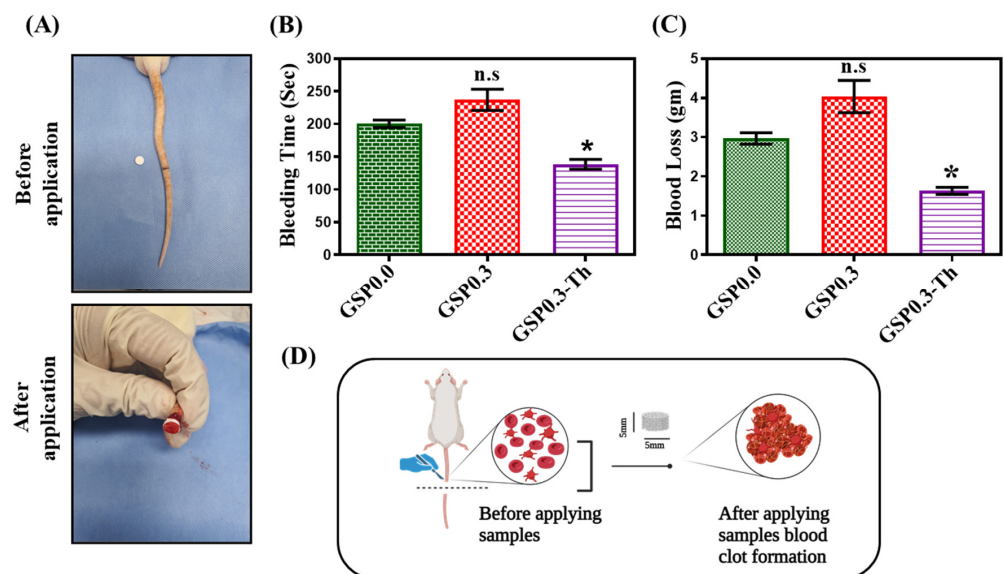 (A)
Before
application
After
application
(B)
Bleeding Time (Sec)
300
250
200
150
100
50
0
n.s
*
GSP0.0
GSP0.3
GSP0.3-Th
(C)
Blood Loss (gm)
5
4
3
2
1
0
n.s
*
GSP0.0
GSP0.3
GSP0.3-Th
(D)
5mm
5mm
Before applying
samples
After applying
samples blood
clot formation